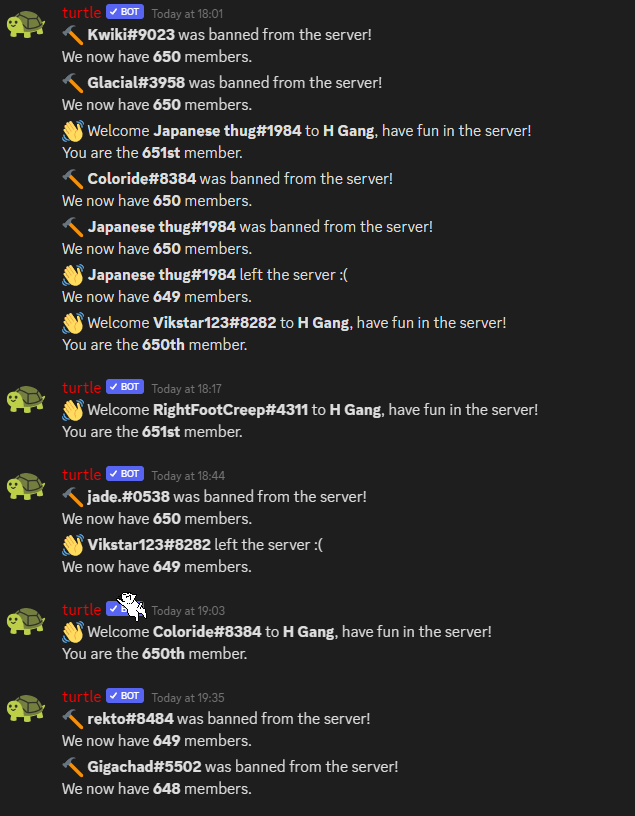 turtle ✓ BOT Today at 18:01
🔨 Kwiki#9023 was banned from the server!
We now have 650 members.
🔨 Glacial#3958 was banned from the server!
We now have 650 members.
👋 Welcome Japanese thug#1984 to H Gang, have fun in the server!
You are the 651st member.
🔨 Coloride#8384 was banned from the server!
We now have 650 members.
🔨 Japanese thug#1984 was banned from the server!
We now have 650 members.
👋 Japanese thug#1984 left the server :(
We now have 649 members.
👋 Welcome Vikstar123#8282 to H Gang, have fun in the server!
You are the 650th member.
turtle ✓ BOT Today at 18:17
👋 Welcome RightFootCreep#4311 to H Gang, have fun in the server!
You are the 651st member.
turtle ✓ BOT Today at 18:44
🔨 jade.#0538 was banned from the server!
We now have 650 members.
👋 Vikstar123#8282 left the server :(
We now have 649 members.
turtle ✓ Today at 19:03
👋 Welcome Coloride#8384 to H Gang, have fun in the server!
You are the 650th member.
turtle ✓ BOT Today at 19:35
🔨 rekto#8484 was banned from the server!
We now have 649 members.
🔨 Gigachad#5502 was banned from the server!
We now have 648 members.